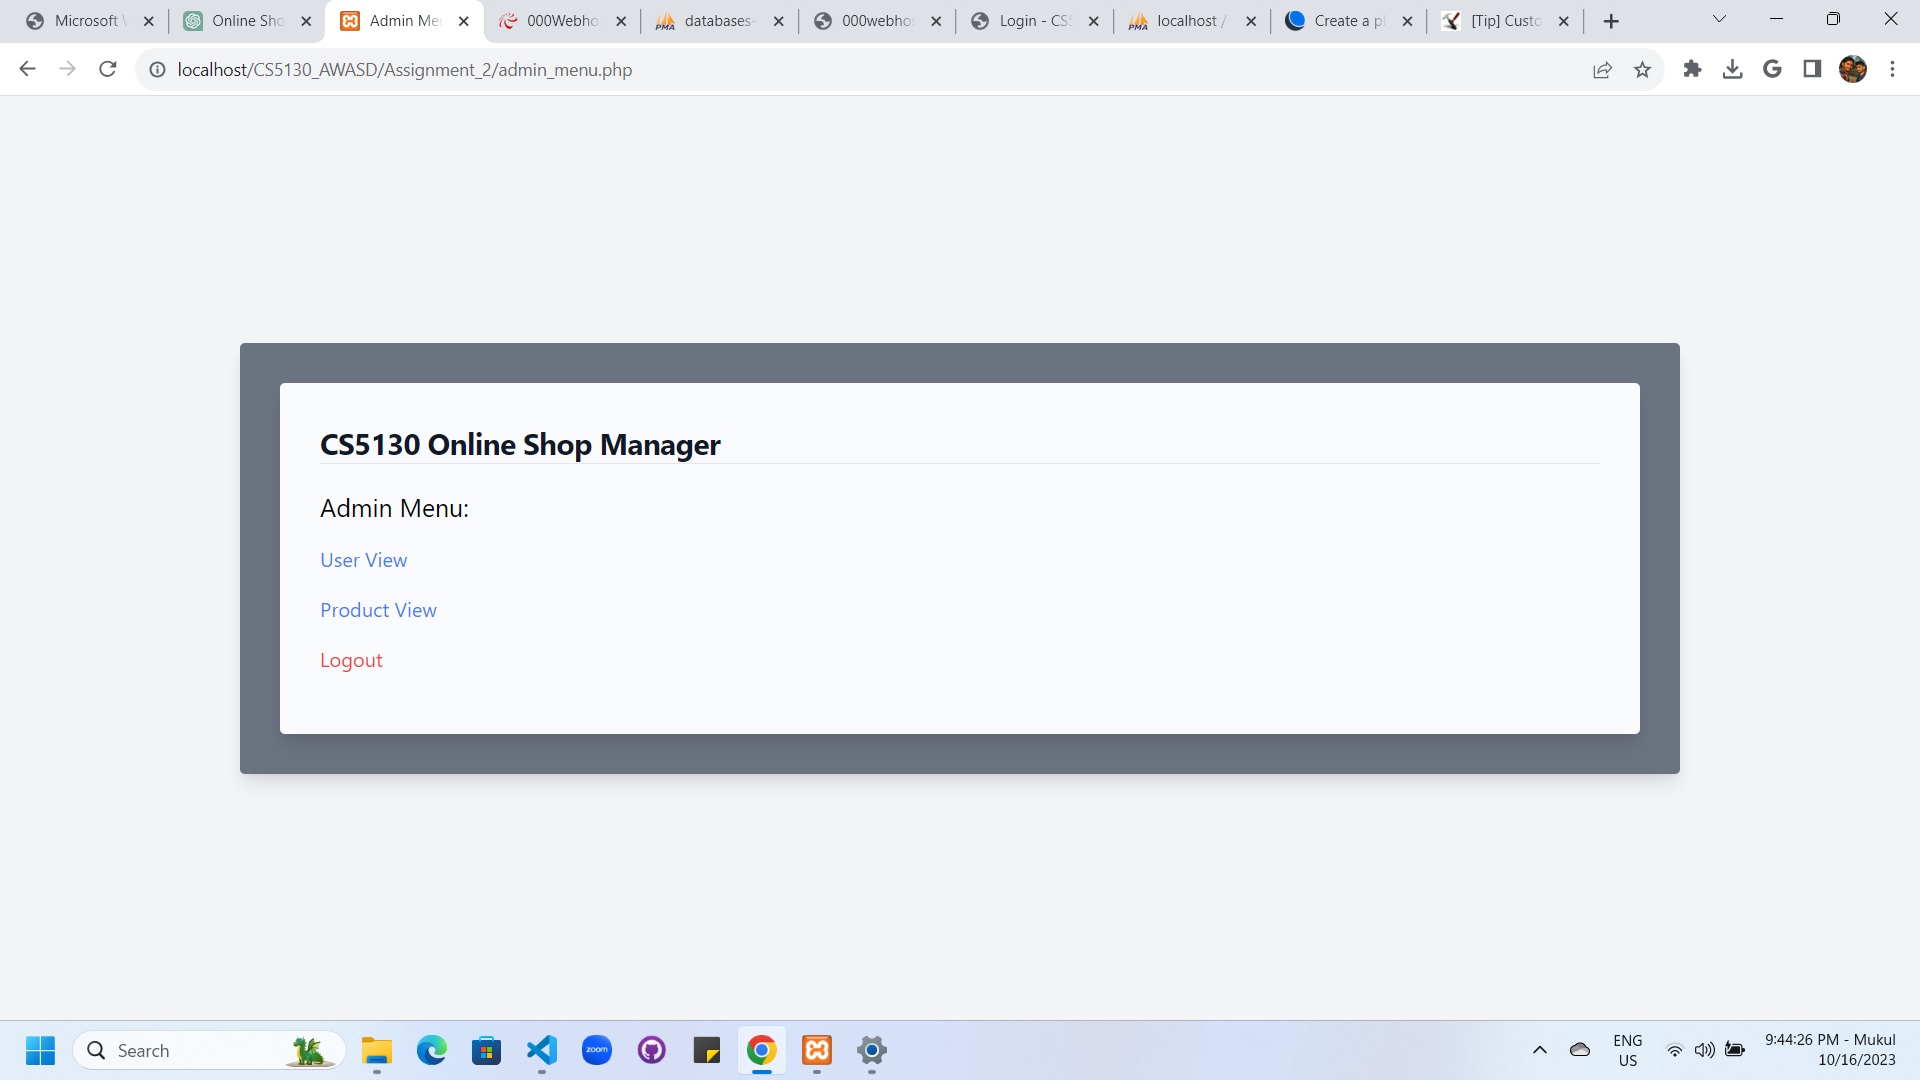 Microsoft
Online Sho
Admin Me
000Webho
databases-
000webho
Login - CS
localhost /
Create a p
[Tip] Custo
localhost/CS5130_AWASD/Assignment_2/admin_menu.php
CS5130 Online Shop Manager
Admin Menu:
User View
Product View
Logout
Search
zoom
ENG
US
9:44:26 PM - Mukul
10/16/2023